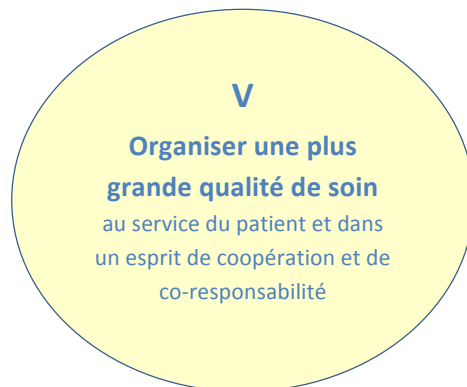 V
Organiser une plus
grande qualité de soin
au service du patient et dans
un esprit de coopération et de
co-responsabilité